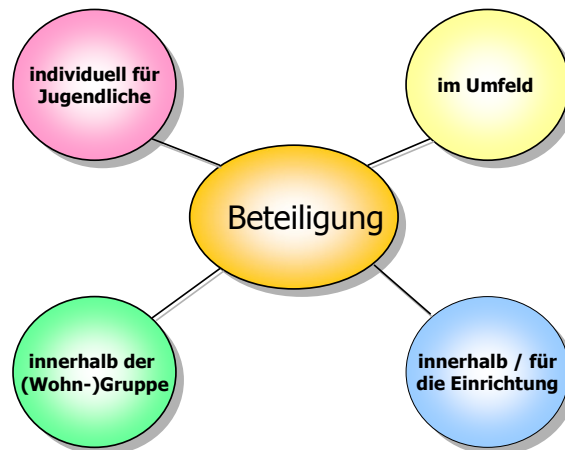 individuell für
Jugendliche
im Umfeld
Beteiligung
innerhalb der
(Wohn-)Gruppe
innerhalb / für
die Einrichtung